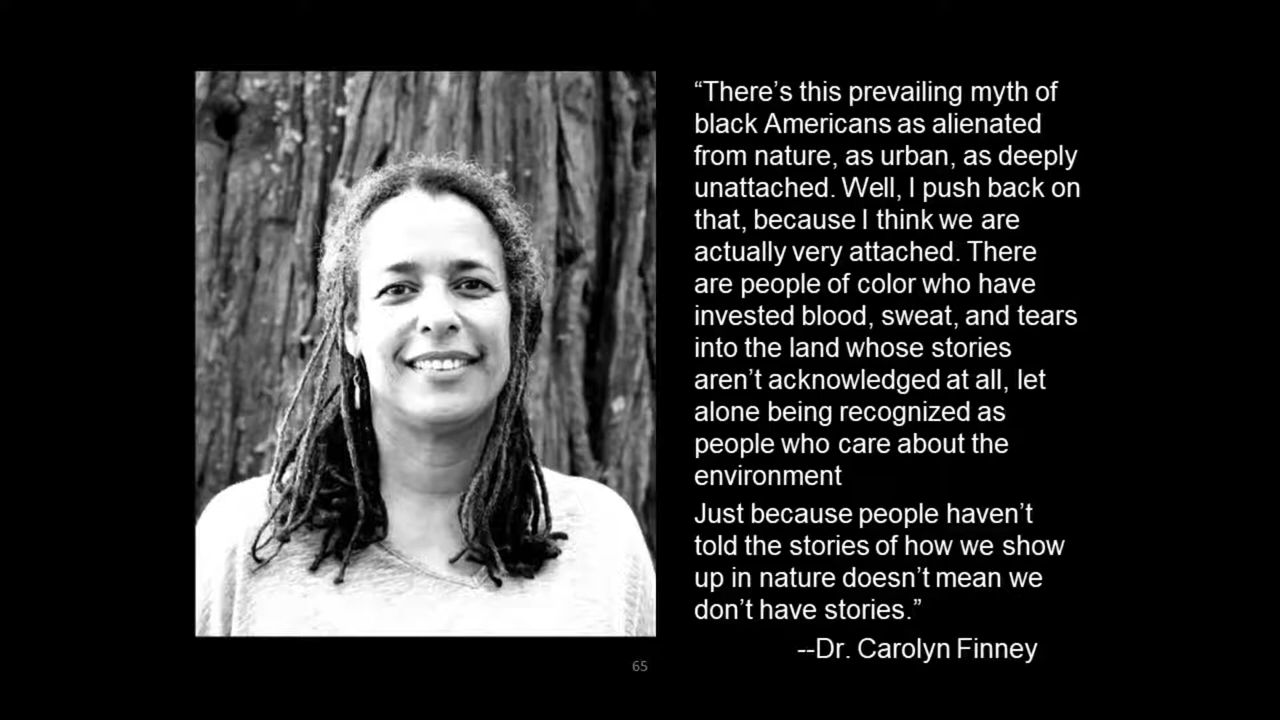 “There’s this prevailing myth of
black Americans as alienated
from nature, as urban, as deeply
unattached. Well, I push back on
that, because I think we are
actually very attached. There
are people of color who have
invested blood, sweat, and tears
into the land whose stories
aren’t acknowledged at all, let
alone being recognized as
people who care about the
environment
Just because people haven’t
told the stories of how we show
up in nature doesn’t mean we
don’t have stories.”
--Dr. Carolyn Finney
65